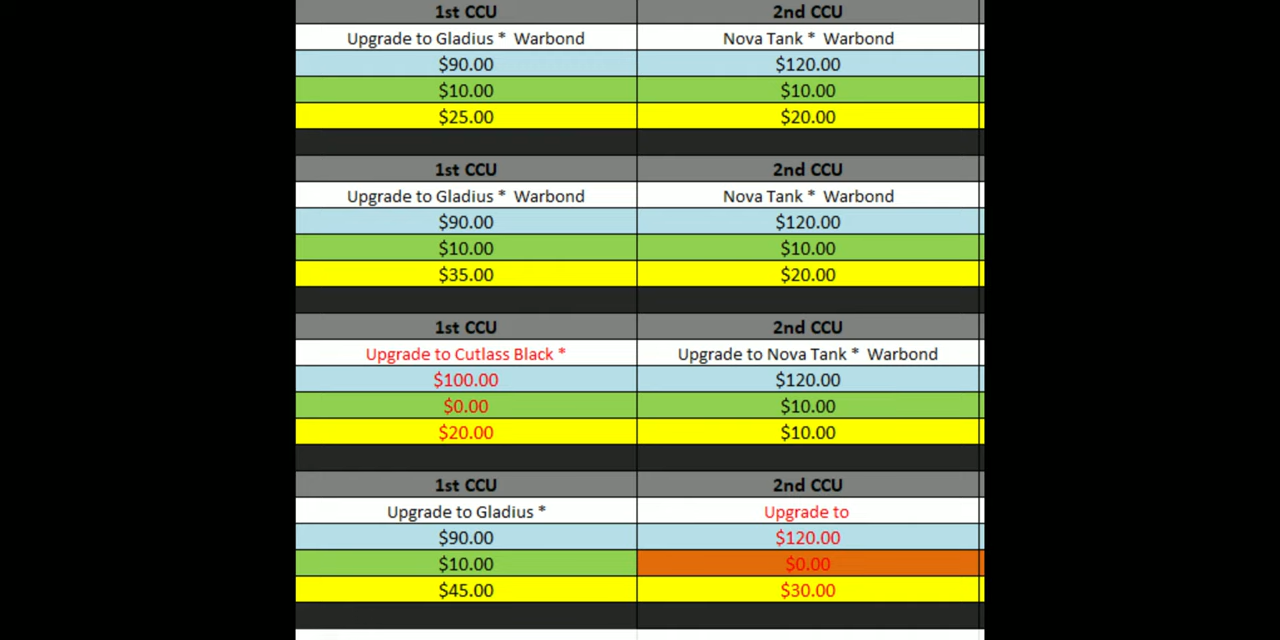 1st CCU 2nd CCU
Upgrade to Gladius * Warbond Nova Tank * Warbond
$90.00 $120.00
$10.00 $10.00
$25.00 $20.00
1st CCU 2nd CCU
Upgrade to Gladius * Warbond Nova Tank * Warbond
$90.00 $120.00
$10.00 $10.00
$35.00 $20.00
1st CCU 2nd CCU
Upgrade to Cutlass Black * Upgrade to Nova Tank * Warbond
$100.00 $120.00
$0.00 $10.00
$20.00 $10.00
1st CCU 2nd CCU
Upgrade to Gladius * Upgrade to
$90.00 $120.00
$10.00 $0.00
$45.00 $30.00